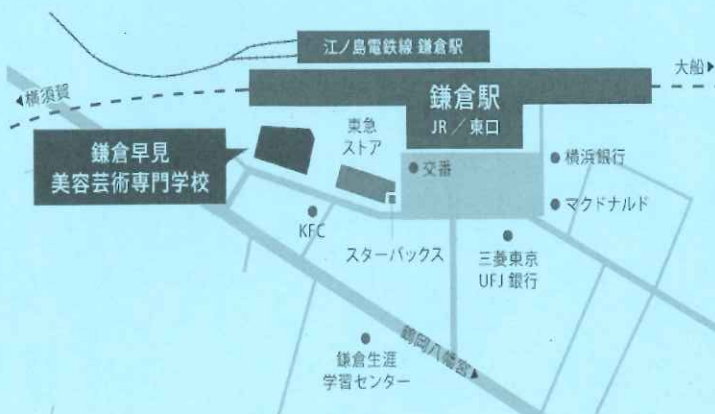 江ノ島電鉄線 鎌倉駅
大船▶
◀横須賀
鎌倉駅
JR ／ 東口
東急
ストア
鎌倉早見
美容芸術専門学校
交番
横浜銀行
マクドナルド
KFC
スターバックス
三菱東京
UFJ 銀行
鶴岡八幡宮▶
鎌倉生涯
学習センター